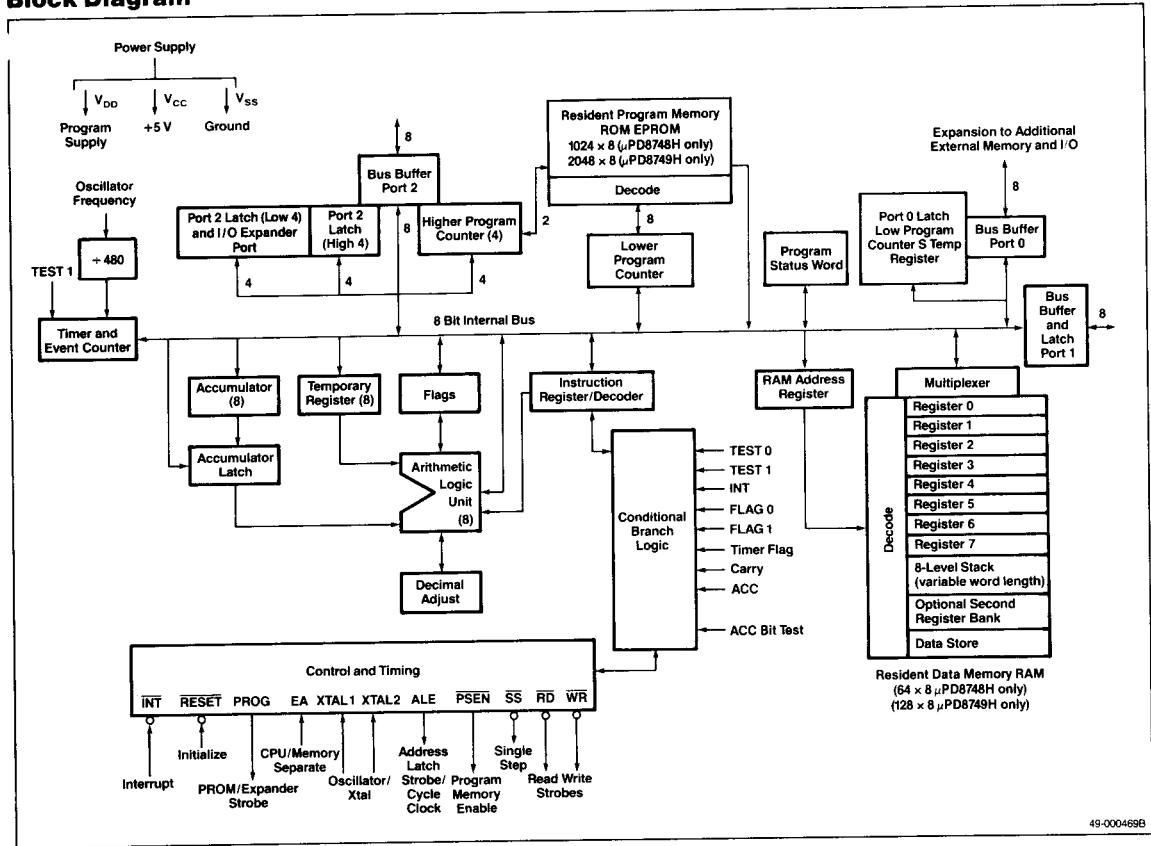 Block Diagram
Power Supply
V_DD
V_CC
V_SS
Program
Supply
+5 V
Ground
Oscillator
Frequency
TEST 1
÷ 480
Timer and
Event Counter
8
Bus Buffer
Port 2
Port 2 Latch (Low 4)
and I/O Expander
Port
Port 2
Latch
(High 4)
8
Higher Program
Counter (4)
4
4
4
2
Resident Program Memory
ROM EPROM
1024 × 8 (μPD8748H only)
2048 × 8 (μPD8749H only)
Decode
8
Lower
Program
Counter
Program
Status Word
Expansion to Additional
External Memory and I/O
8
Port 0 Latch
Low Program
Counter S Temp
Register
Bus Buffer
Port 0
Bus
Buffer
and
Latch
Port 1
8
8 Bit Internal Bus
Accumulator
(8)
Temporary
Register (8)
Flags
Instruction
Register/Decoder
RAM Address
Register
Multiplexer
Accumulator
Latch
Arithmetic
Logic
Unit
(8)
Decimal
Adjust
Conditional
Branch
Logic
TEST 0
TEST 1
INT
FLAG 0
FLAG 1
Timer Flag
Carry
ACC
ACC Bit Test
Decode
Register 0
Register 1
Register 2
Register 3
Register 4
Register 5
Register 6
Register 7
8-Level Stack
(variable word length)
Optional Second
Register Bank
Data Store
Resident Data Memory RAM
(64 × 8 μPD8748H only)
(128 × 8 μPD8749H only)
Control and Timing
I̅N̅T̅ R̅E̅S̅E̅T̅ PROG EA XTAL1 XTAL2 ALE P̅S̅E̅N̅ S̅S̅ R̅D̅ W̅R̅
Interrupt
Initialize
PROM/Expander
Strobe
CPU/Memory
Separate
Oscillator/
Xtal
Address
Latch
Strobe/
Cycle
Clock
Program
Memory
Enable
Single
Step
Read Write
Strobes
49-000469B